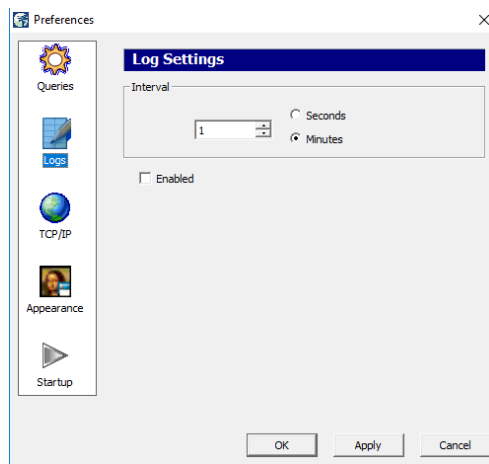 Preferences
Queries
Logs
TCP/IP
Appearance
Startup
Log Settings
Interval
1
Seconds
Minutes
Enabled
OK
Apply
Cancel